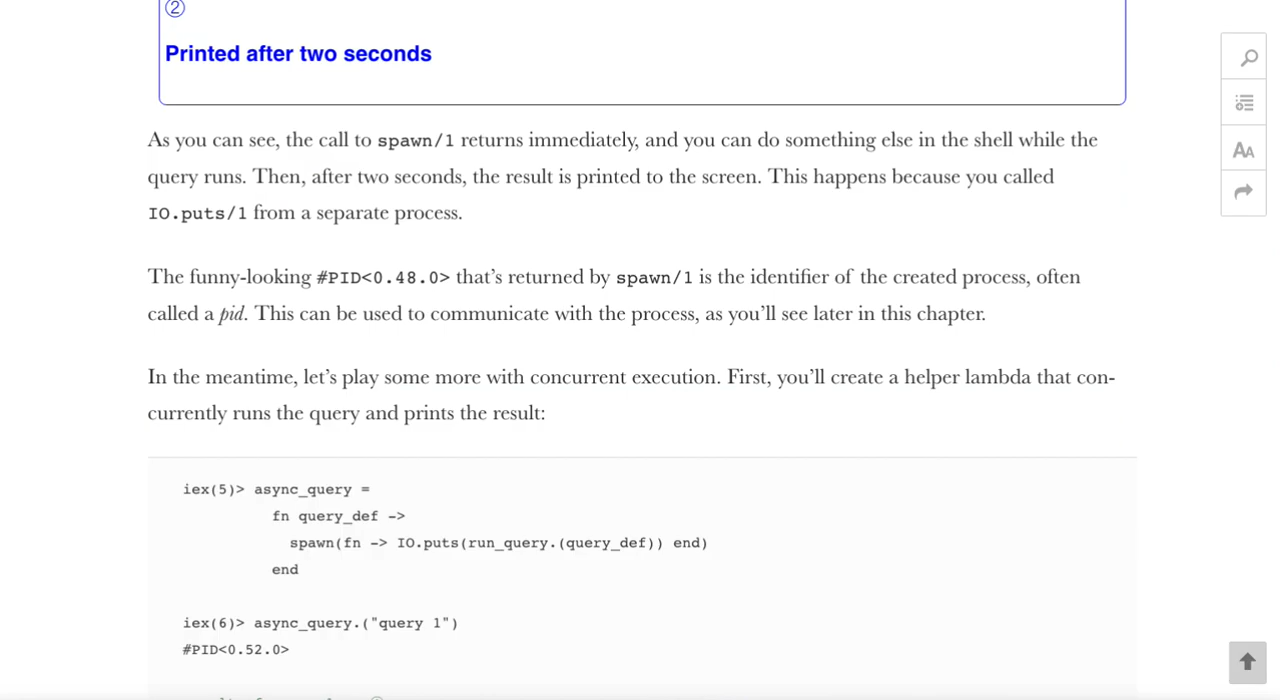 ②
Printed after two seconds
As you can see, the call to spawn/1 returns immediately, and you can do something else in the shell while the
query runs. Then, after two seconds, the result is printed to the screen. This happens because you called
IO.puts/1 from a separate process.
The funny-looking #PID<0.48.0> that’s returned by spawn/1 is the identifier of the created process, often
called a pid. This can be used to communicate with the process, as you’ll see later in this chapter.
In the meantime, let’s play some more with concurrent execution. First, you’ll create a helper lambda that con-
currently runs the query and prints the result:
iex(5)> async_query =
fn query_def ->
spawn(fn -> IO.puts(run_query.(query_def)) end)
end
iex(6)> async_query.("query 1")
#PID<0.52.0>
AA